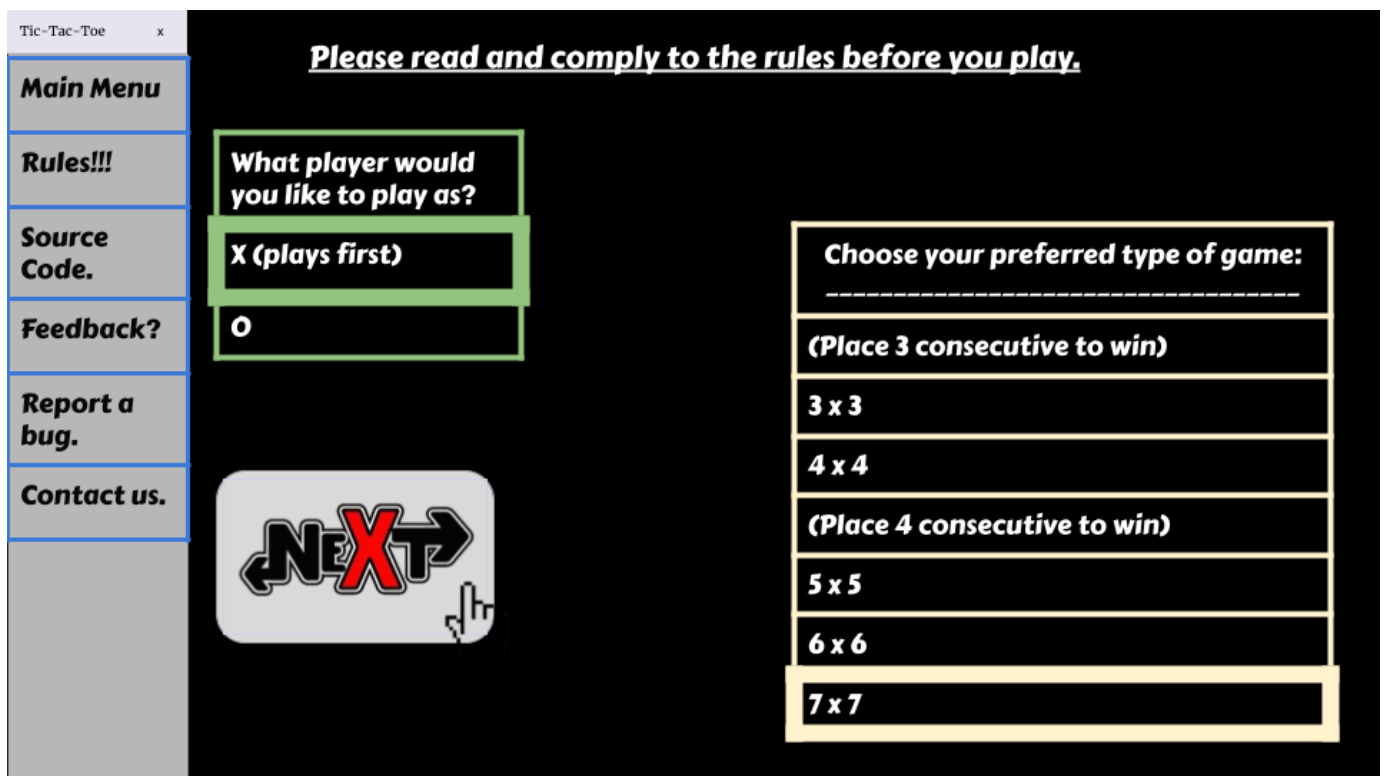 Tic-Tac-Toe x
Main Menu
Rules!!!
Source
Code.
Feedback?
Report a
bug.
Contact us.
Please read and comply to the rules before you play.
What player would
you like to play as?
X (plays first)
O
NEXT
Choose your preferred type of game:
___________________________________
(Place 3 consecutive to win)
3 x 3
4 x 4
(Place 4 consecutive to win)
5 x 5
6 x 6
7 x 7